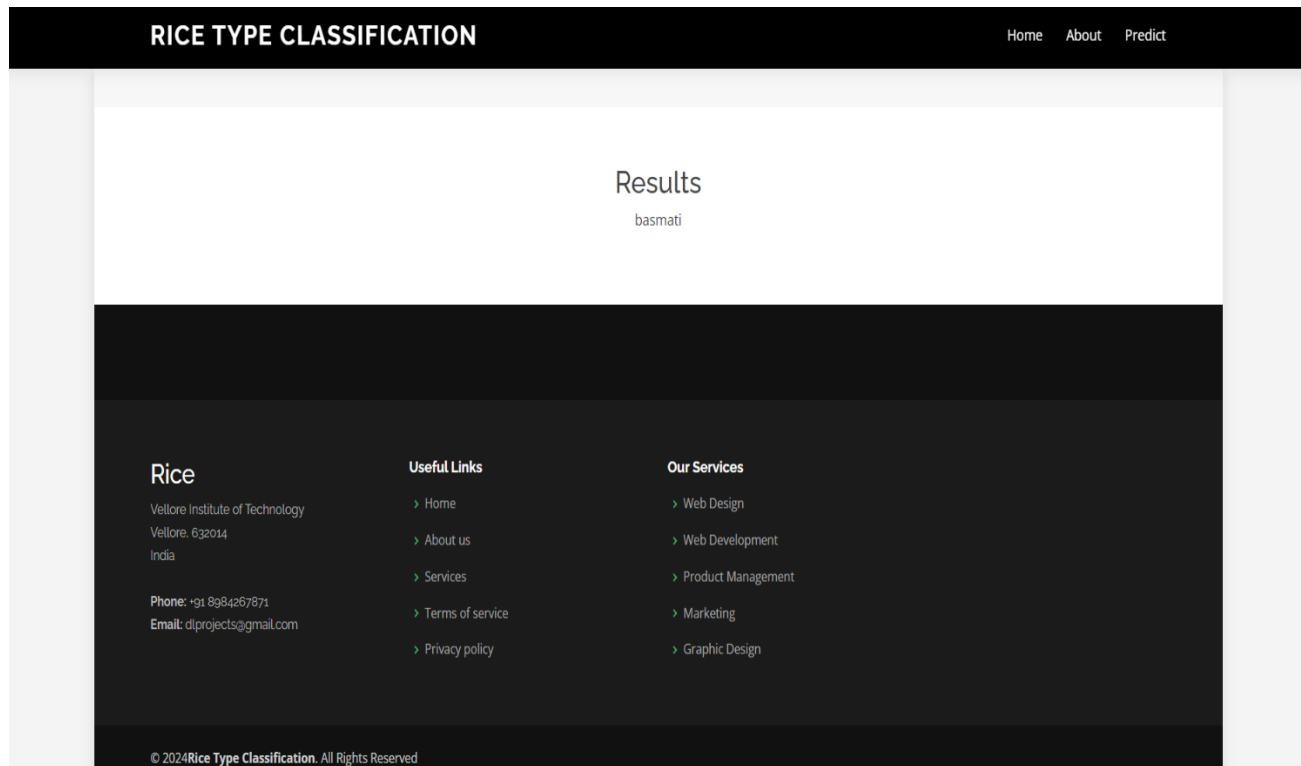 RICE TYPE CLASSIFICATION
Home About Predict
Results
basmati
Rice
Vellore Institute of Technology
Vellore. 632014
India
Phone: +91 8984267871
Email: dlprojects@gmail.com
Useful Links
› Home
› About us
› Services
› Terms of service
› Privacy policy
Our Services
› Web Design
› Web Development
› Product Management
› Marketing
› Graphic Design
© 2024Rice Type Classification. All Rights Reserved